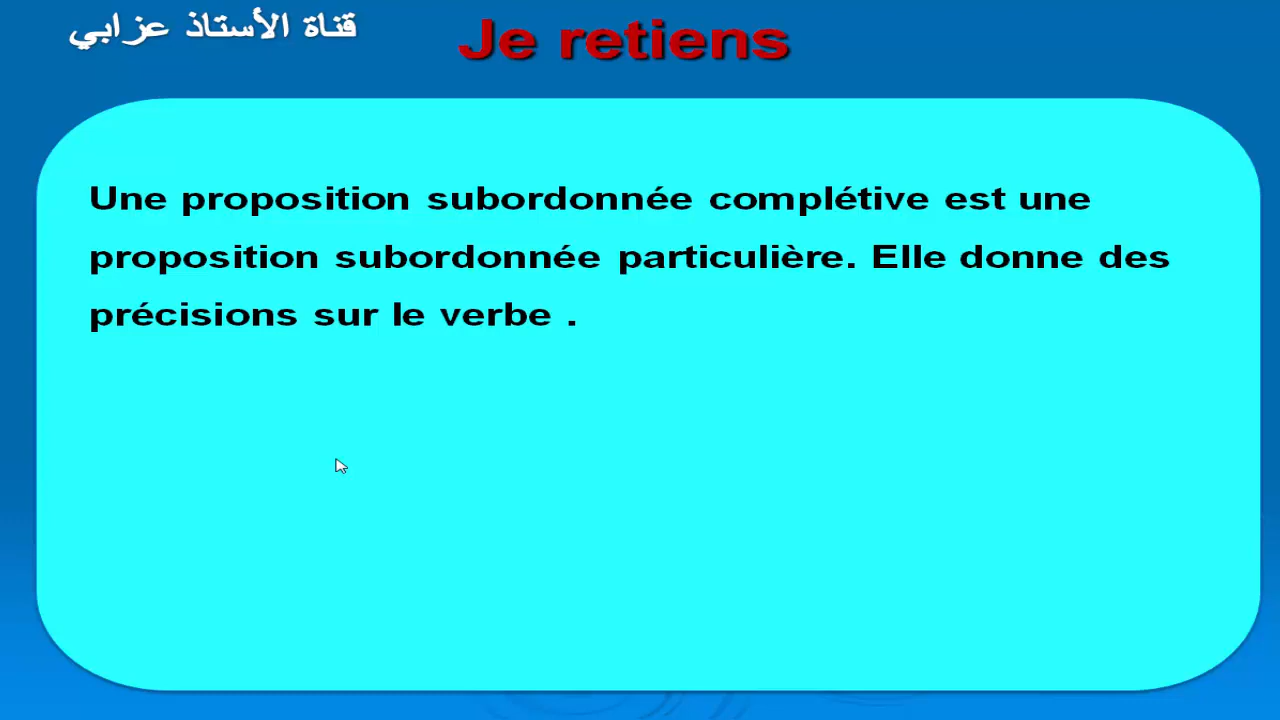 قناة الأستاذ عزابي
Je retiens
Une proposition subordonnée complétive est une
proposition subordonnée particulière. Elle donne des
précisions sur le verbe .